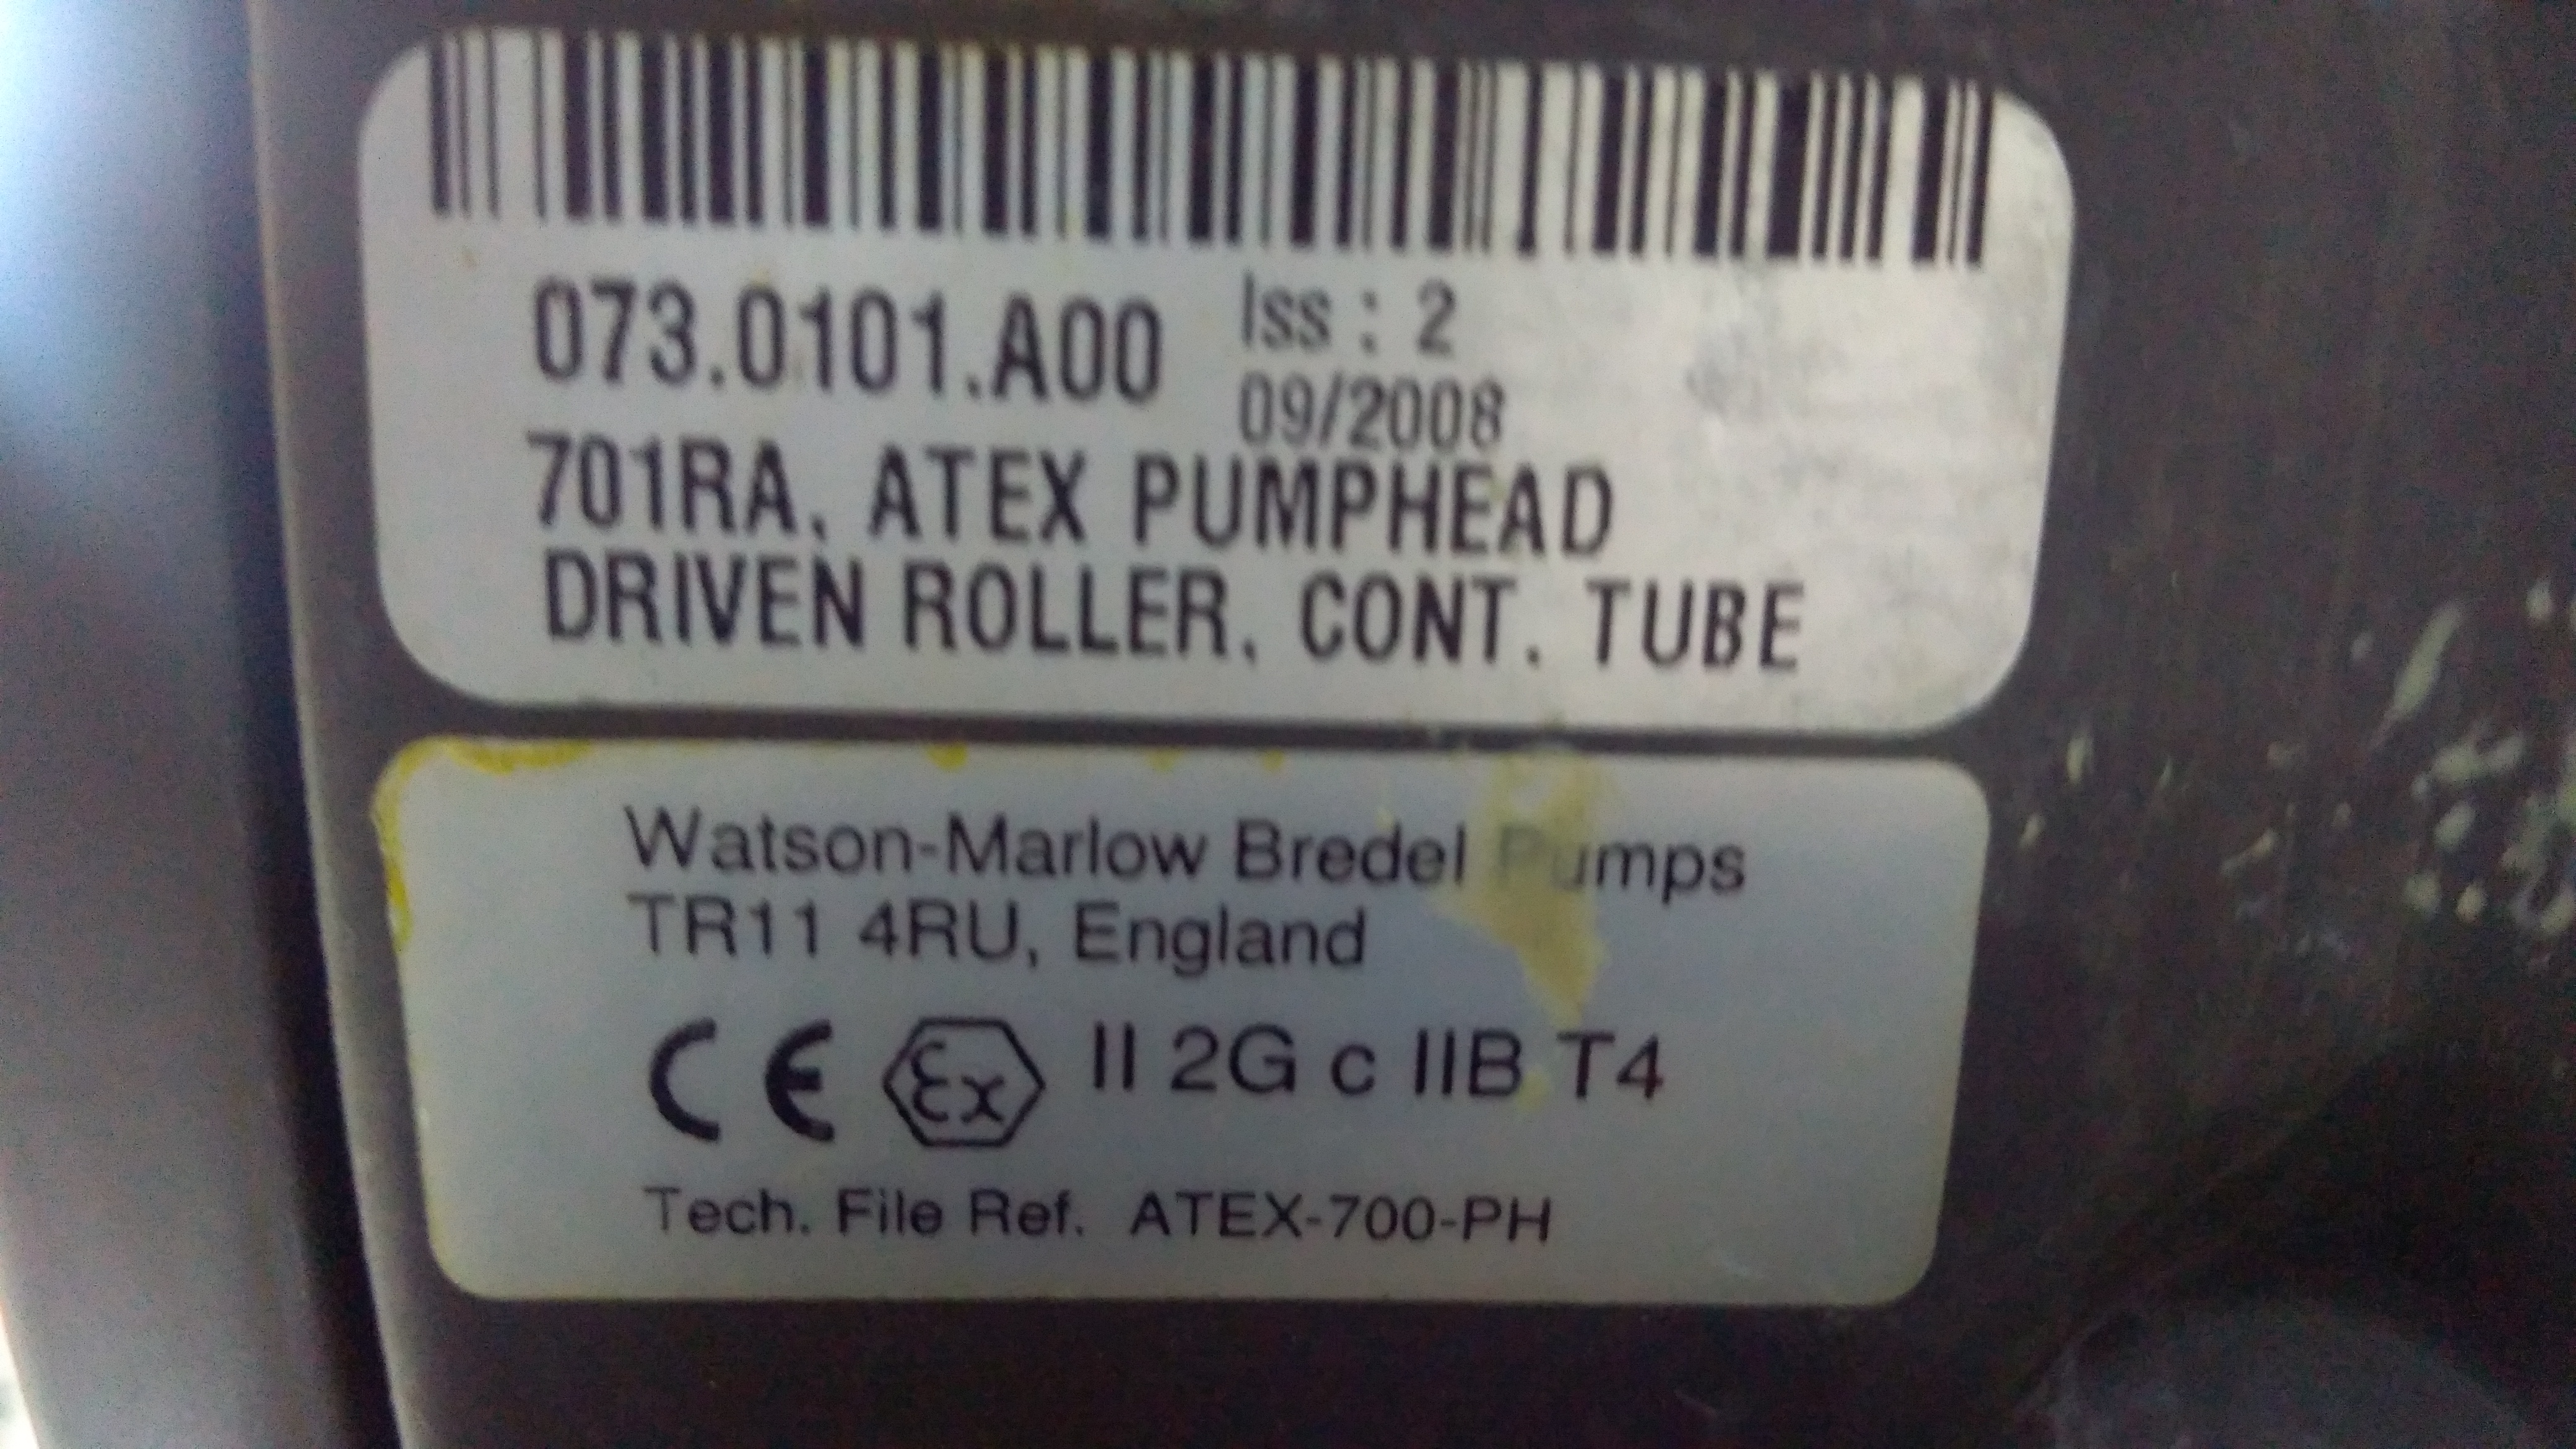 073.0101.A00 Iss : 2
09/2008
701RA, ATEX PUMPHEAD
DRIVEN ROLLER, CONT. TUBE
Watson-Marlow Bredel Pumps
TR11 4RU, England
CE Ex II 2G c IIB T4
Tech. File Ref. ATEX-700-PH